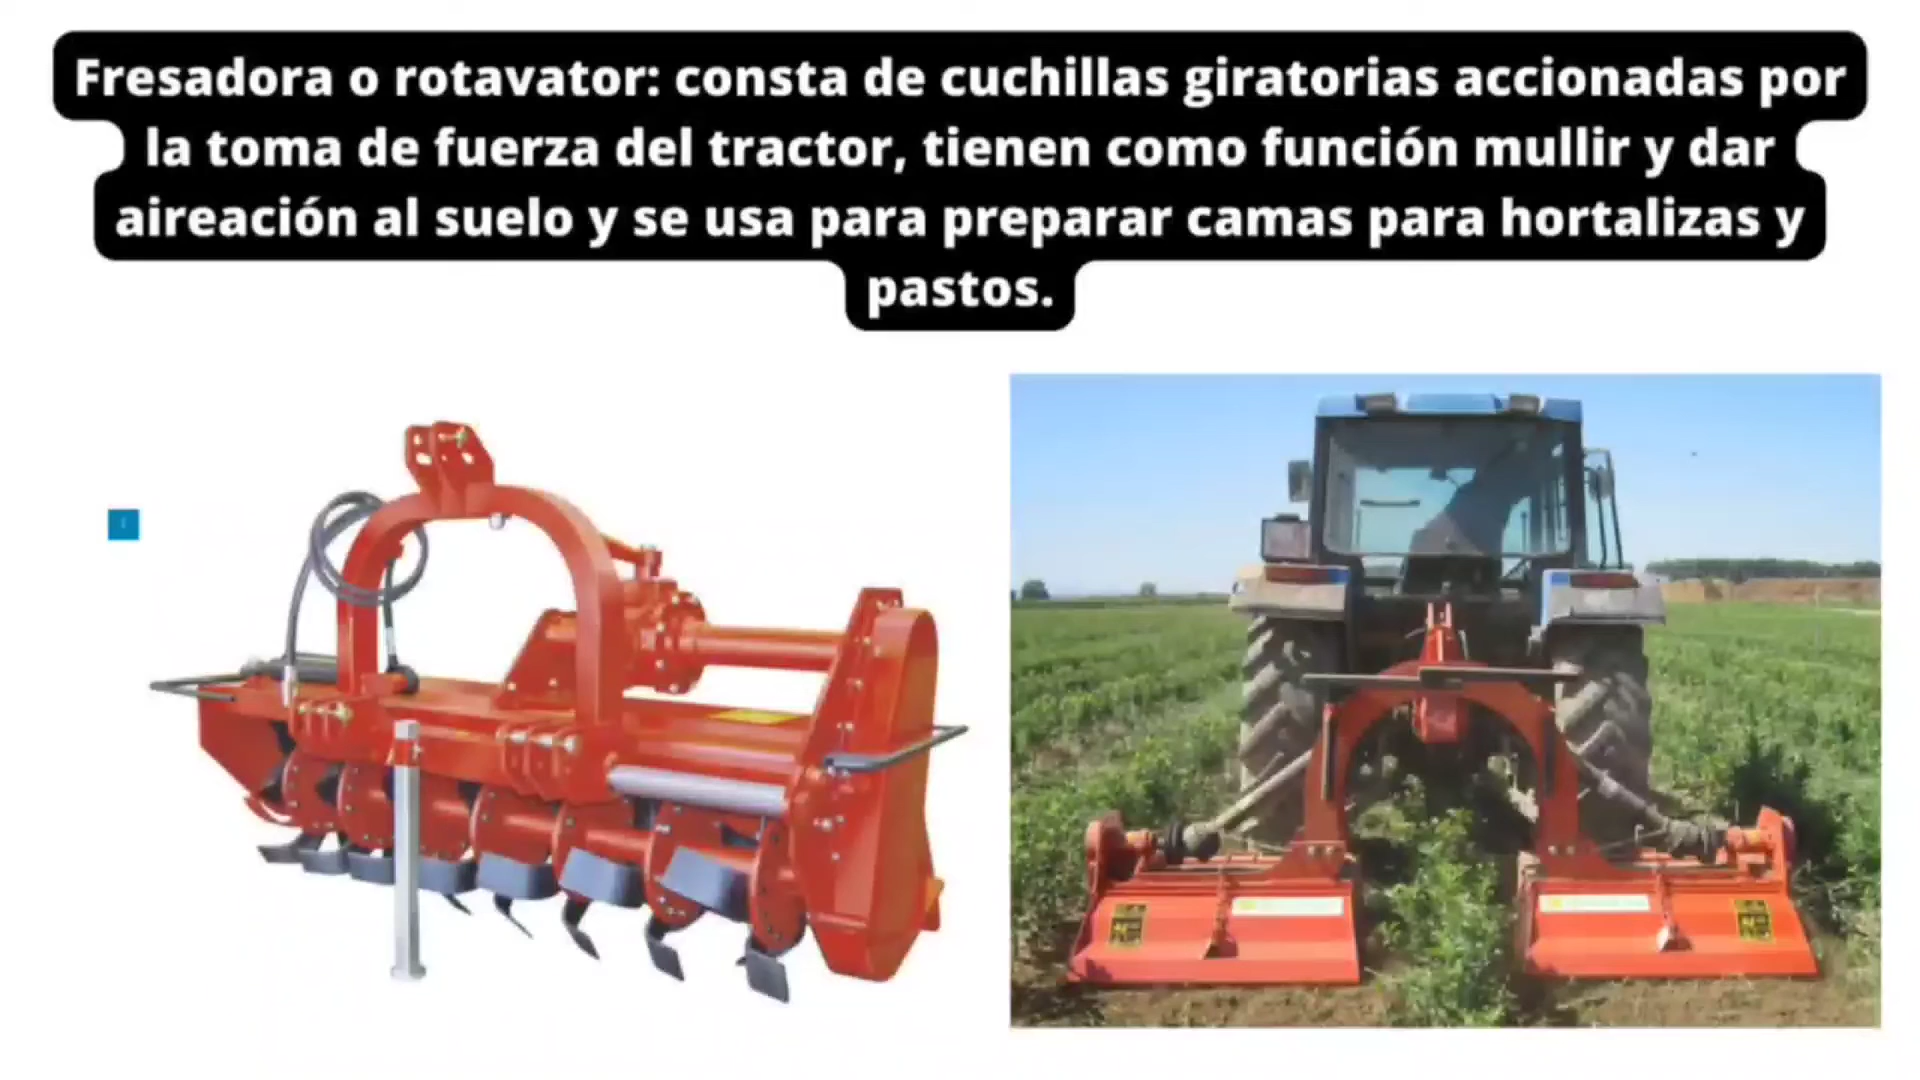 Fresadora o rotavator: consta de cuchillas giratorias accionadas por
la toma de fuerza del tractor, tienen como función mullir y dar
aireación al suelo y se usa para preparar camas para hortalizas y
pastos.